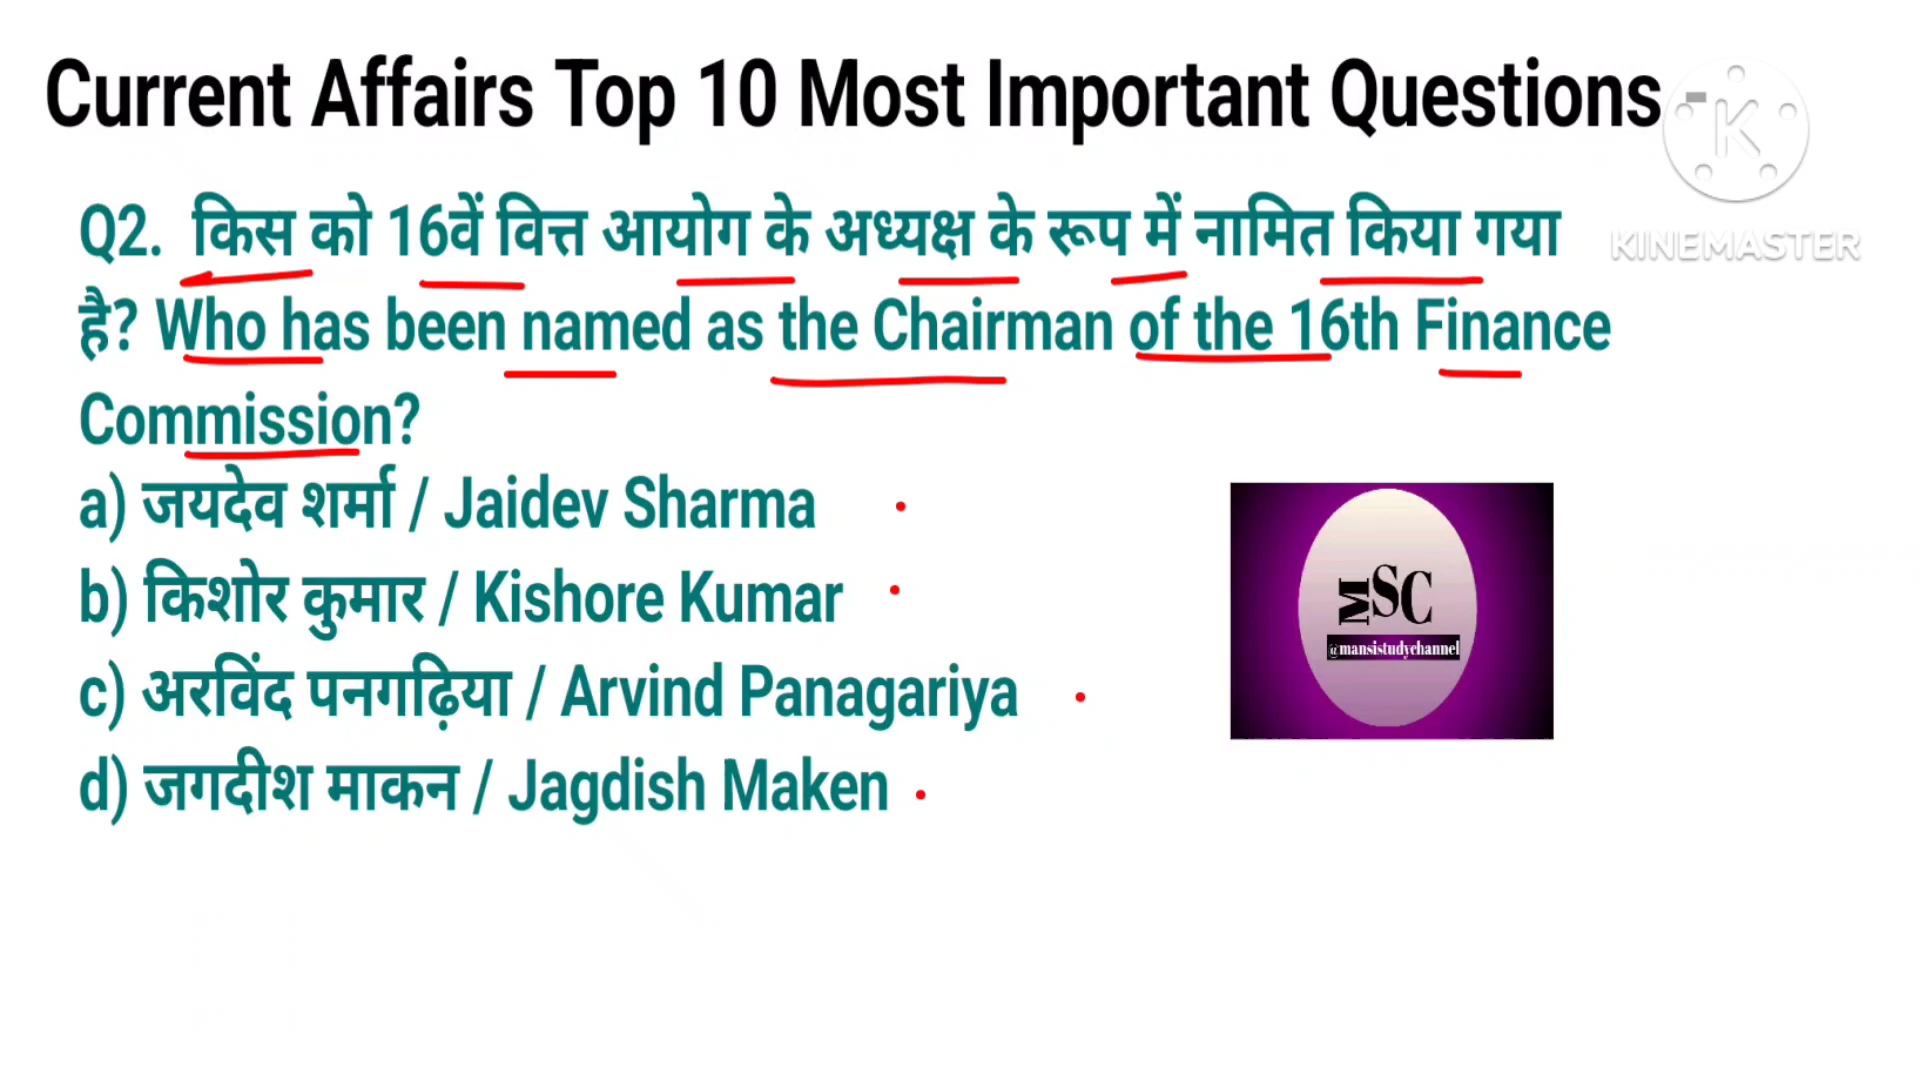 Current Affairs Top 10 Most Important Questions -
KINEMASTER
Q2. किस को 16वें वित्त आयोग के अध्यक्ष के रूप में नामित किया गया
है? Who has been named as the Chairman of the 16th Finance
Commission?
a) जयदेव शर्मा / Jaidev Sharma
b) किशोर कुमार / Kishore Kumar
c) अरविंद पनगढ़िया / Arvind Panagariya
d) जगदीश माकन / Jagdish Maken
MSC
@mansistudychannel